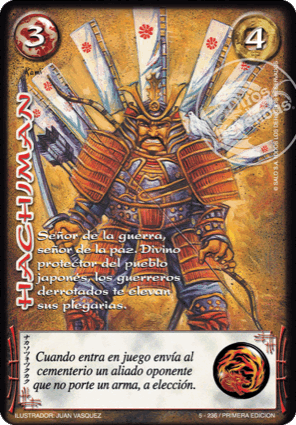 3
4
HACHIMAN
Señor de la guerra,
señor de la paz. Divino
protector del pueblo
japonés, los guerreros
derrotados te elevan
sus plegarias.
Cuando entra en juego envía al
cementerio un aliado oponente
que no porte un arma, a elección.
ILUSTRADOR: JUAN VASQUEZ
6 - 236 / PRIMERA EDICION